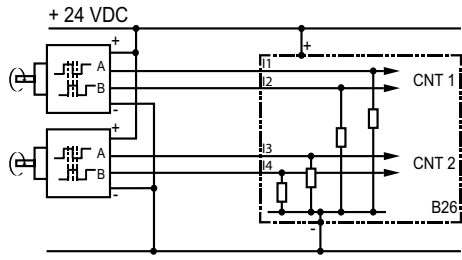 + 24 VDC
+
+
A
I1
CNT 1
B
I2
-
+
A
I3
CNT 2
B
I4
-
B26
-